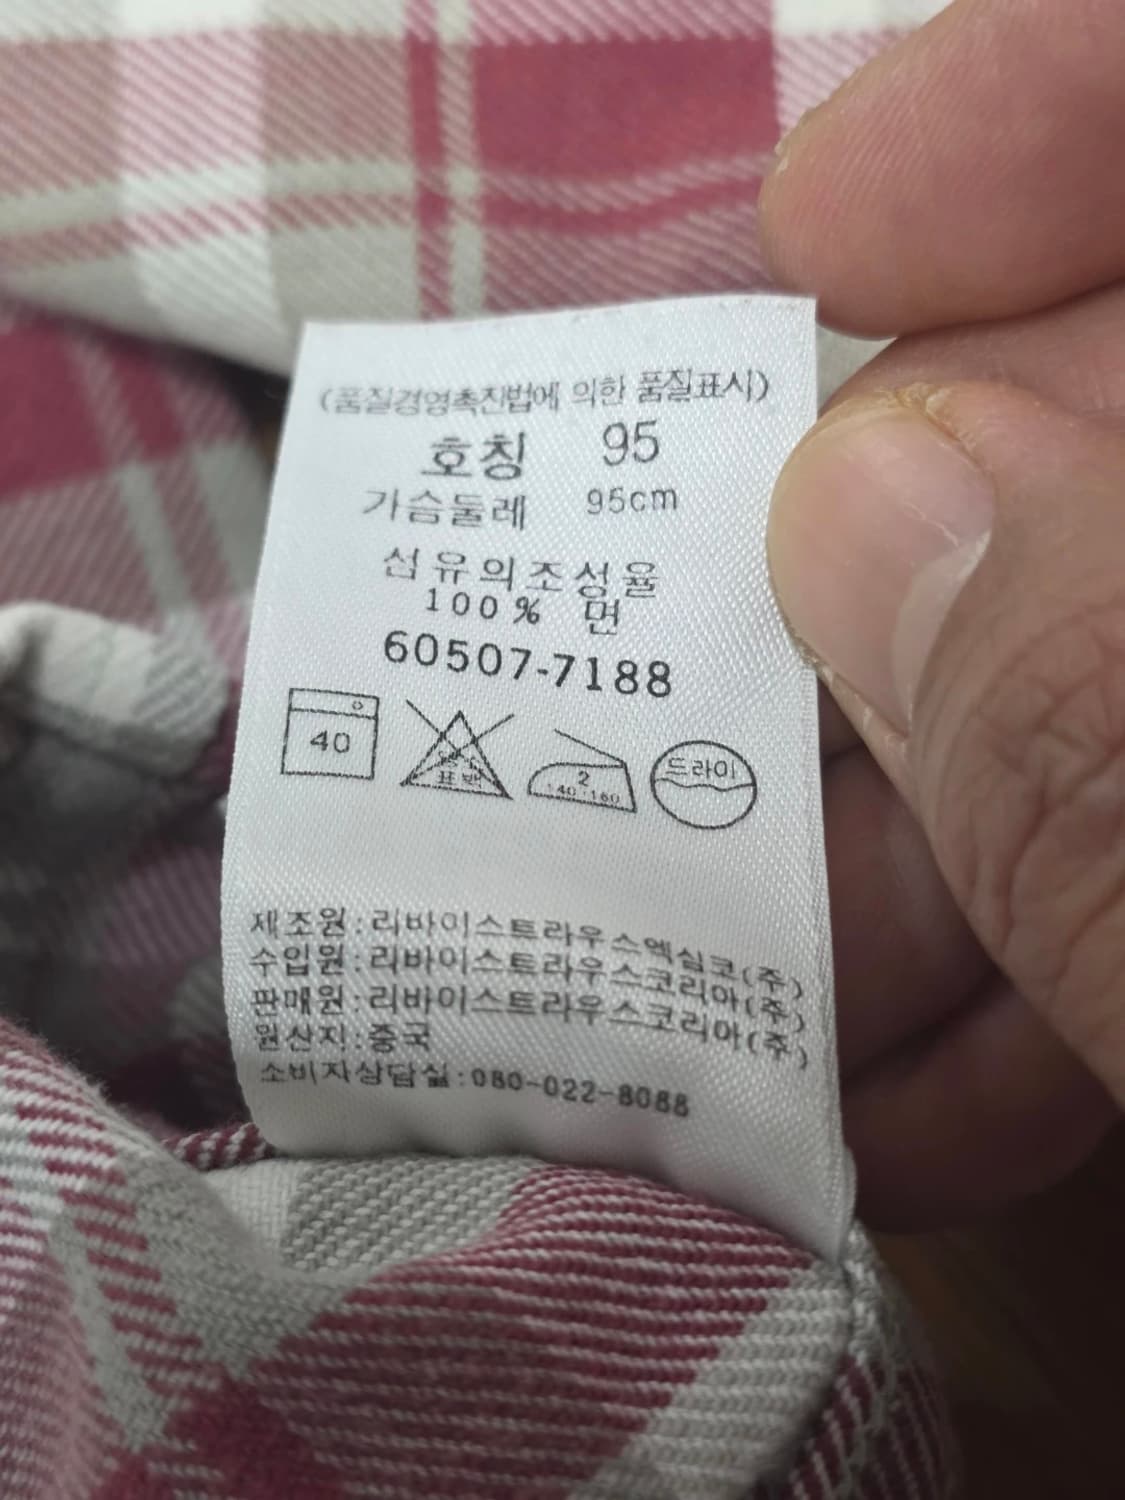 (품질경영촉진법에 의한 품질표시)
호칭 95
가슴둘레 95cm
섬유의조성율
100% 면
60507-7188
40
표백
2
140~160
드라이
제조원:리바이스트라우스엑심코(주)
수입원:리바이스트라우스코리아(주)
판매원:리바이스트라우스코리아(주)
원산지:중국
소비자상담실:080-022-8088